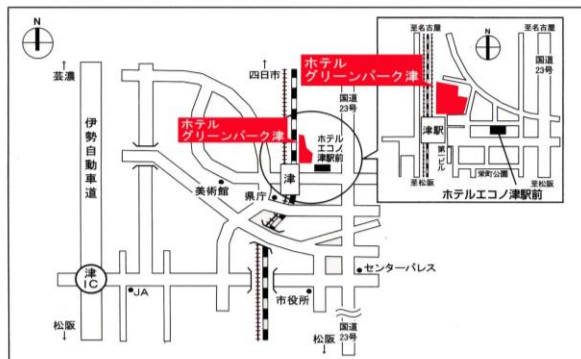 N
↑
芸濃
伊勢自動車道
津
IC
松阪
↓
↑
四日市
国道
23号
ホテル
グリーンパーク津
ホテル
エコノ
津駅前
津
美術館
県庁
JA
市役所
センターパレス
国道
23号
松阪
↓
至名古屋
至名古屋
N
国道
23号
ホテル
グリーンパーク津
津駅
第一ビル
栄町公園
至松阪
至松阪
ホテルエコノ津駅前